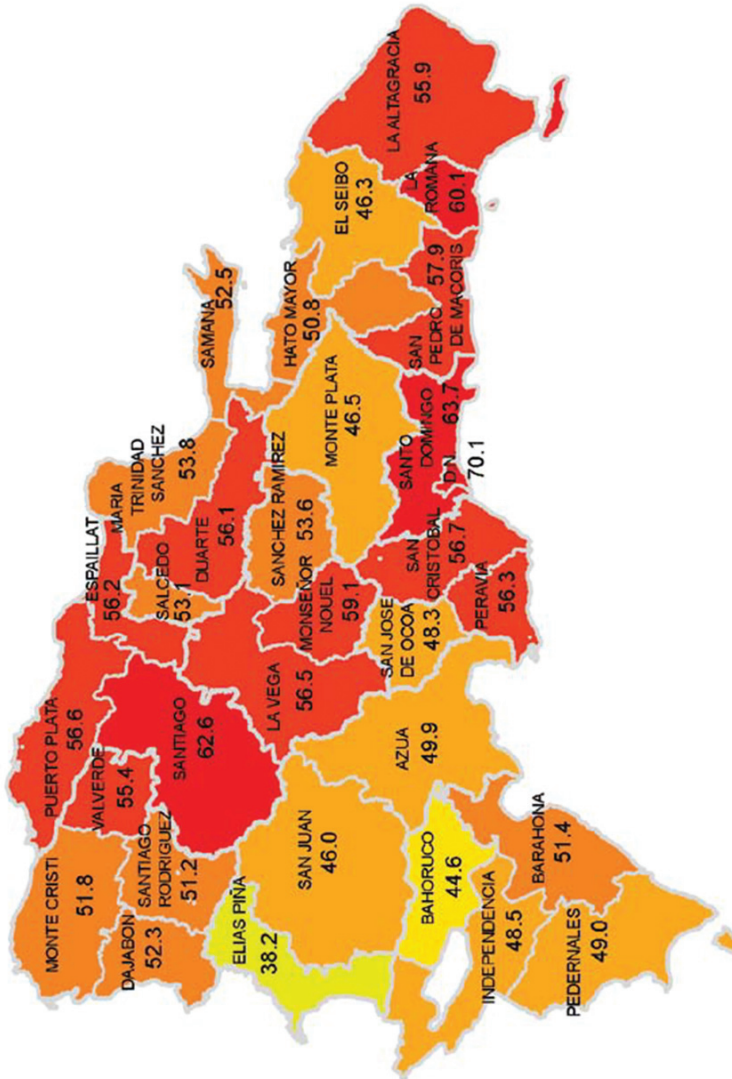 MONTE CRISTI
51.8
DAJABON
52.3
SANTIAGO
RODRIGUEZ
51.2
VALVERDE
55.4
PUERTO PLATA
56.6
SANTIAGO
62.6
ESPAILLAT
56.2
SALCEDO
53.1
MARIA
TRINIDAD
SANCHEZ
53.8
DUARTE
56.1
SAMANA
52.5
LA VEGA
56.5
MONSEÑOR
NOUEL
59.1
SANCHEZ RAMIREZ
53.6
MONTE PLATA
46.5
HATO MAYOR
50.8
EL SEIBO
46.3
LA ALTAGRACIA
55.9
LA
ROMANA
60.1
SAN
PEDRO
DE MACORIS
57.9
SANTO
DOMINGO
63.7
D.N.
70.1
SAN
CRISTOBAL
56.7
PERAVIA
56.3
SAN JOSE
DE OCOA
48.3
AZUA
49.9
SAN JUAN
46.0
ELIAS PIÑA
38.2
BAHORUCO
44.6
INDEPENDENCIA
48.5
BARAHONA
51.4
PEDERNALES
49.0